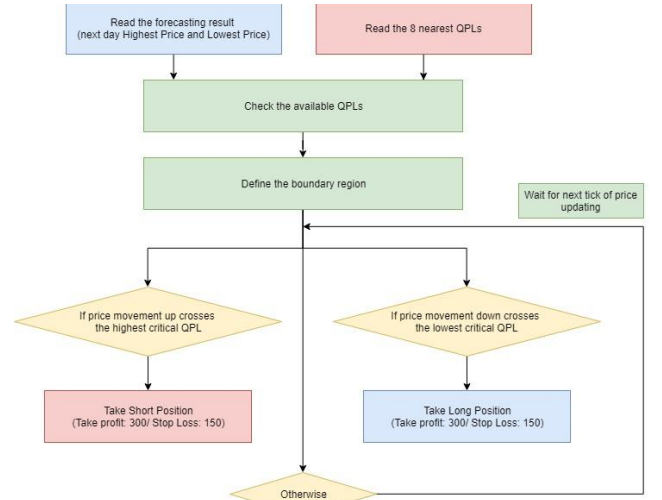 Read the forecasting result
(next day Highest Price and Lowest Price)
Read the 8 nearest QPLs
Check the available QPLs
Define the boundary region
Wait for next tick of price
updating
If price movement up crosses
the highest critical QPL
If price movement down crosses
the lowest critical QPL
Take Short Position
(Take profit: 300/ Stop Loss: 150)
Take Long Position
(Take profit: 300/ Stop Loss: 150)
Otherwise